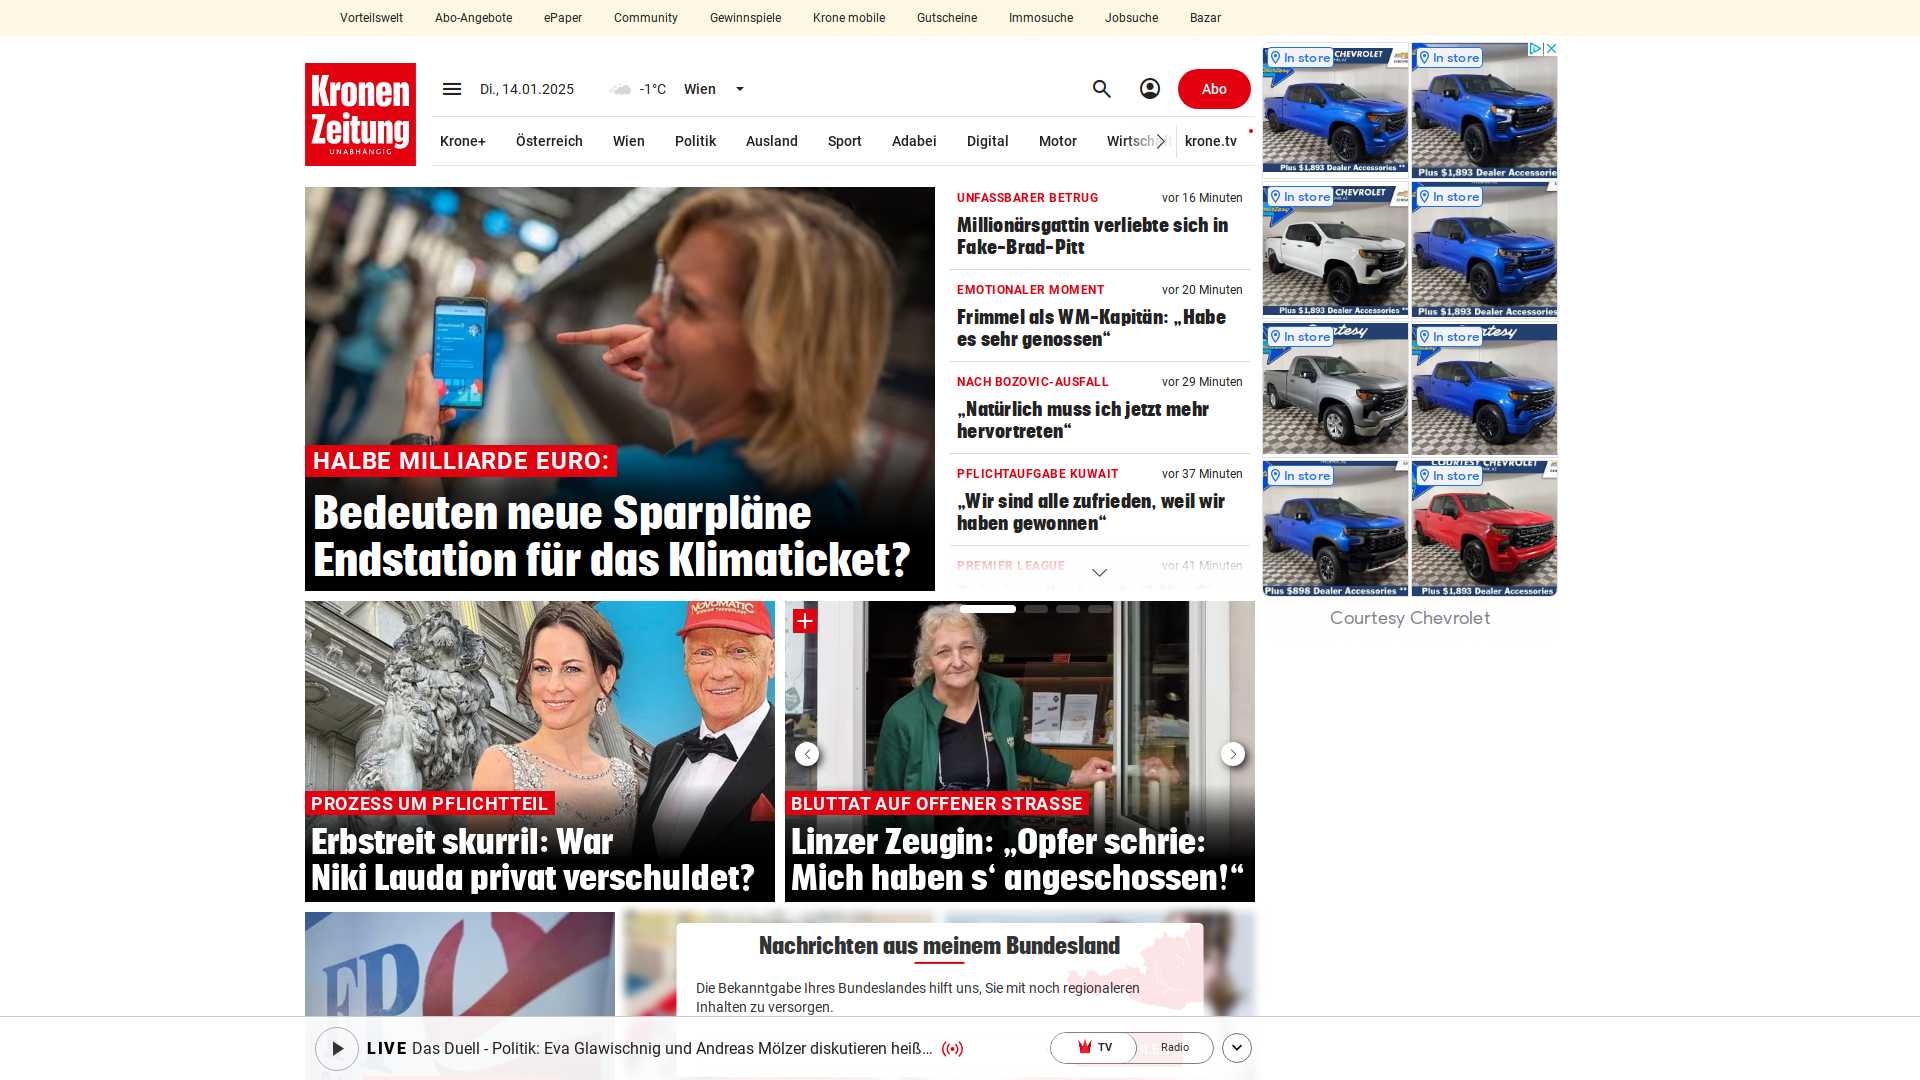 Vorteilswelt
Abo-Angebote
ePaper
Community
Gewinnspiele
Krone mobile
Gutscheine
Immosuche
Jobsuche
Bazar
Kronen
Zeitung
UNABHÄNGIG
Di., 14.01.2025
-1°C
Wien
Abo
Krone+
Österreich
Wien
Politik
Ausland
Sport
Adabei
Digital
Motor
Wirtschaft
krone.tv
HALBE MILLIARDE EURO:
Bedeuten neue Sparpläne
Endstation für das Klimaticket?
UNFASSBARER BETRUG
vor 16 Minuten
Millionärsgattin verliebte sich in
Fake-Brad-Pitt
EMOTIONALER MOMENT
vor 20 Minuten
Frimmel als WM-Kapitän: „Habe
es sehr genossen“
NACH BOZOVIC-AUSFALL
vor 29 Minuten
„Natürlich muss ich jetzt mehr
hervortreten“
PFLICHTAUFGABE KUWAIT
vor 37 Minuten
„Wir sind alle zufrieden, weil wir
haben gewonnen“
PREMIER LEAGUE
vor 41 Minuten
NOVOMATIC
PROZESS UM PFLICHTTEIL
Erbstreit skurril: War
Niki Lauda privat verschuldet?
BLUTTAT AUF OFFENER STRASSE
Linzer Zeugin: „Opfer schrie:
Mich haben s‘ angeschossen!“
In store
CHEVROLET
Plus $1,893 Dealer Accessories **
In store
Plus $1,893 Dealer Accessories
In store
CHEVROLET
Plus $1,893 Dealer Accessories **
In store
Plus $1,893 Dealer Accessories
In store
Courtesy
In store
Courtesy
In store
Plus $898 Dealer Accessories **
In store
COURTESY CHEVROLET
Plus $1,893 Dealer Accessories
Courtesy Chevrolet
FP
Nachrichten aus meinem Bundesland
Die Bekanntgabe Ihres Bundeslandes hilft uns, Sie mit noch regionaleren
Inhalten zu versorgen.
LIVE Das Duell - Politik: Eva Glawischnig und Andreas Mölzer diskutieren heiß...
TV
Radio